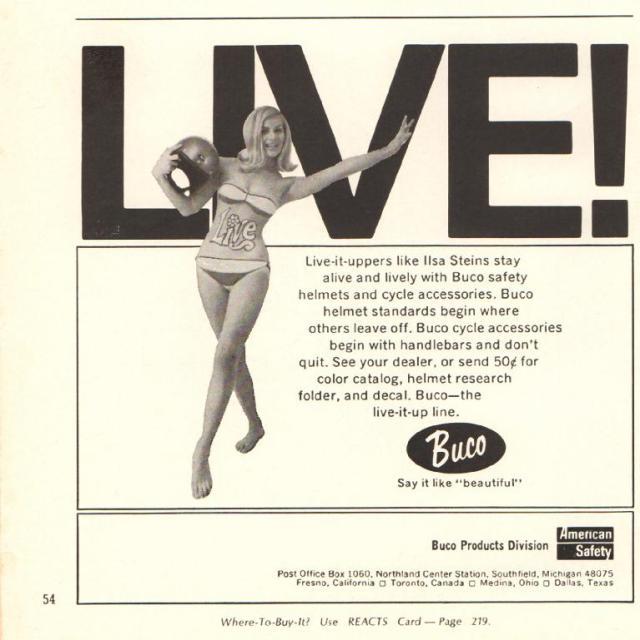 LIVE!
Live
Live-it-uppers like Ilsa Steins stay
alive and lively with Buco safety
helmets and cycle accessories. Buco
helmet standards begin where
others leave off. Buco cycle accessories
begin with handlebars and don't
quit. See your dealer, or send 50¢ for
color catalog, helmet research
folder, and decal. Buco—the
live-it-up line.
Buco
Say it like "beautiful"
Buco Products Division
American
Safety
Post Office Box 1060, Northland Center Station, Southfield, Michigan 48075
Fresno, California □ Toronto, Canada □ Medina, Ohio □ Dallas, Texas
54
Where-To-Buy-It? Use REACTS Card — Page 219.